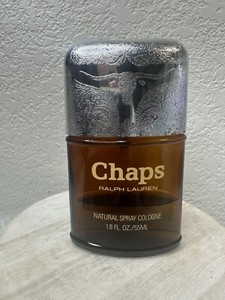 Chaps
RALPH LAUREN
NATURAL SPRAY COLOGNE
1.8 FL. OZ./55ML